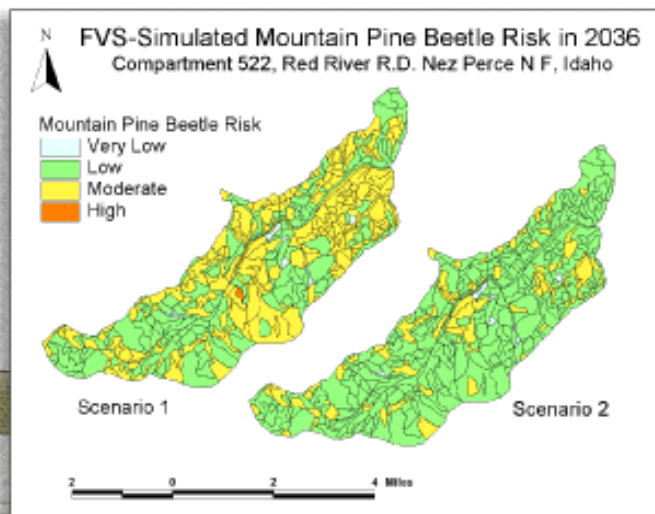 N
FVS-Simulated Mountain Pine Beetle Risk in 2036
Compartment 522, Red River R.D. Nez Perce N F, Idaho
Mountain Pine Beetle Risk
Very Low
Low
Moderate
High
Scenario 1
Scenario 2
2 0 2 4 Miles